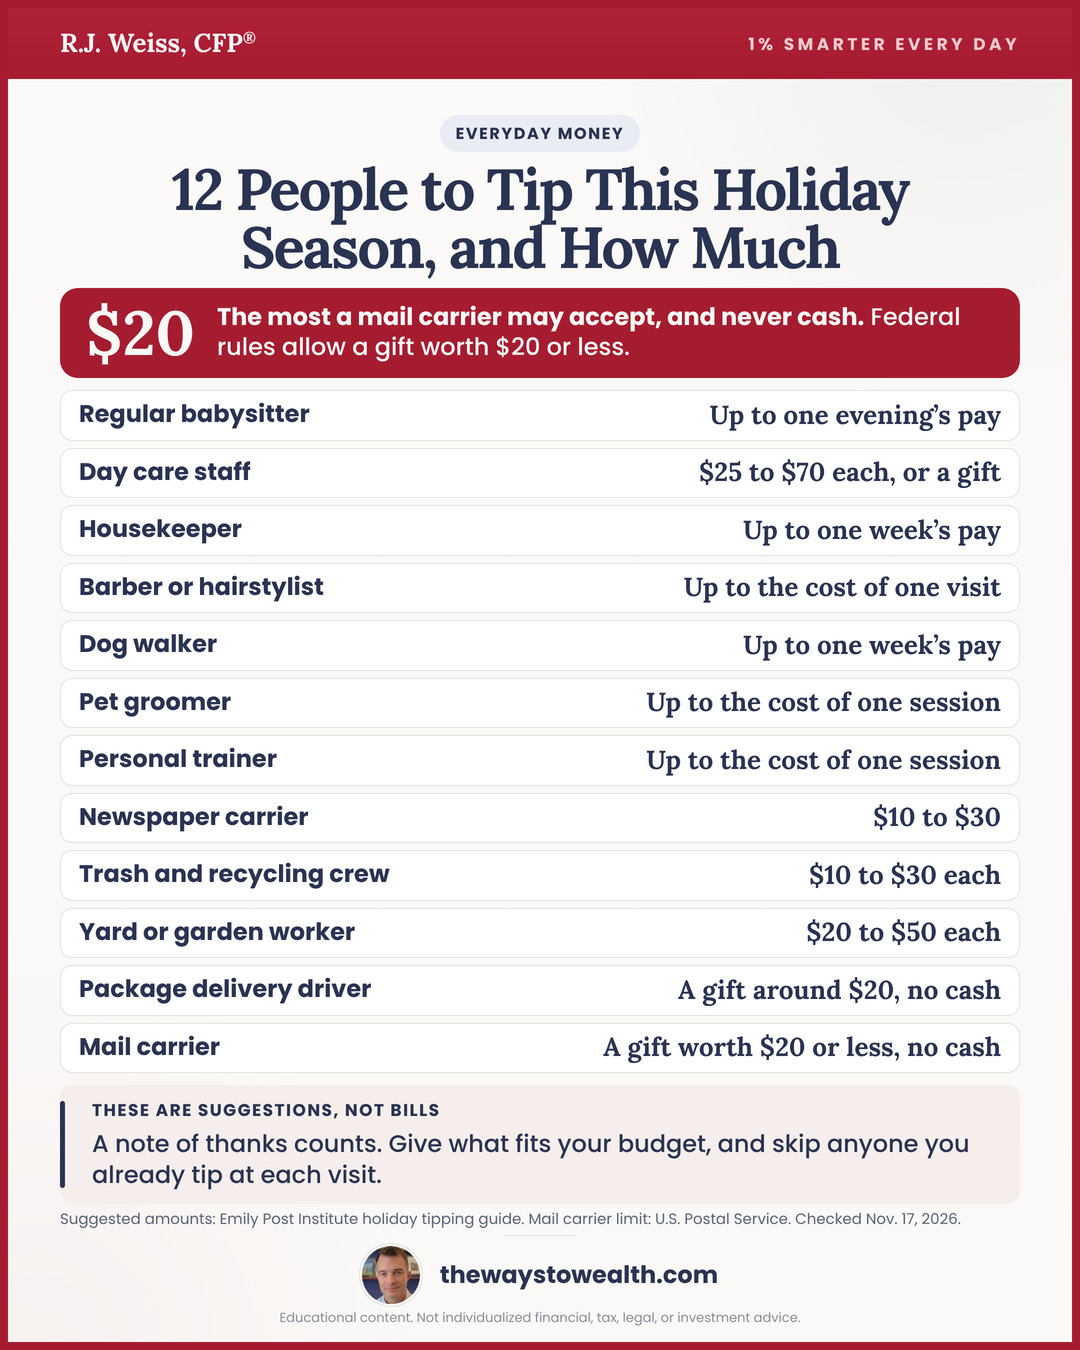 R.J. Weiss, CFP®
1% SMARTER EVERY DAY
EVERYDAY MONEY
12 People to Tip This Holiday
Season, and How Much
$20
The most a mail carrier may accept, and never cash. Federal
rules allow a gift worth $20 or less.
Regular babysitter
Up to one evening’s pay
Day care staff
$25 to $70 each, or a gift
Housekeeper
Up to one week’s pay
Barber or hairstylist
Up to the cost of one visit
Dog walker
Up to one week’s pay
Pet groomer
Up to the cost of one session
Personal trainer
Up to the cost of one session
Newspaper carrier
$10 to $30
Trash and recycling crew
$10 to $30 each
Yard or garden worker
$20 to $50 each
Package delivery driver
A gift around $20, no cash
Mail carrier
A gift worth $20 or less, no cash
THESE ARE SUGGESTIONS, NOT BILLS
A note of thanks counts. Give what fits your budget, and skip anyone you
already tip at each visit.
Suggested amounts: Emily Post Institute holiday tipping guide. Mail carrier limit: U.S. Postal Service. Checked Nov. 17, 2026.
thewaystowealth.com
Educational content. Not individualized financial, tax, legal, or investment advice.